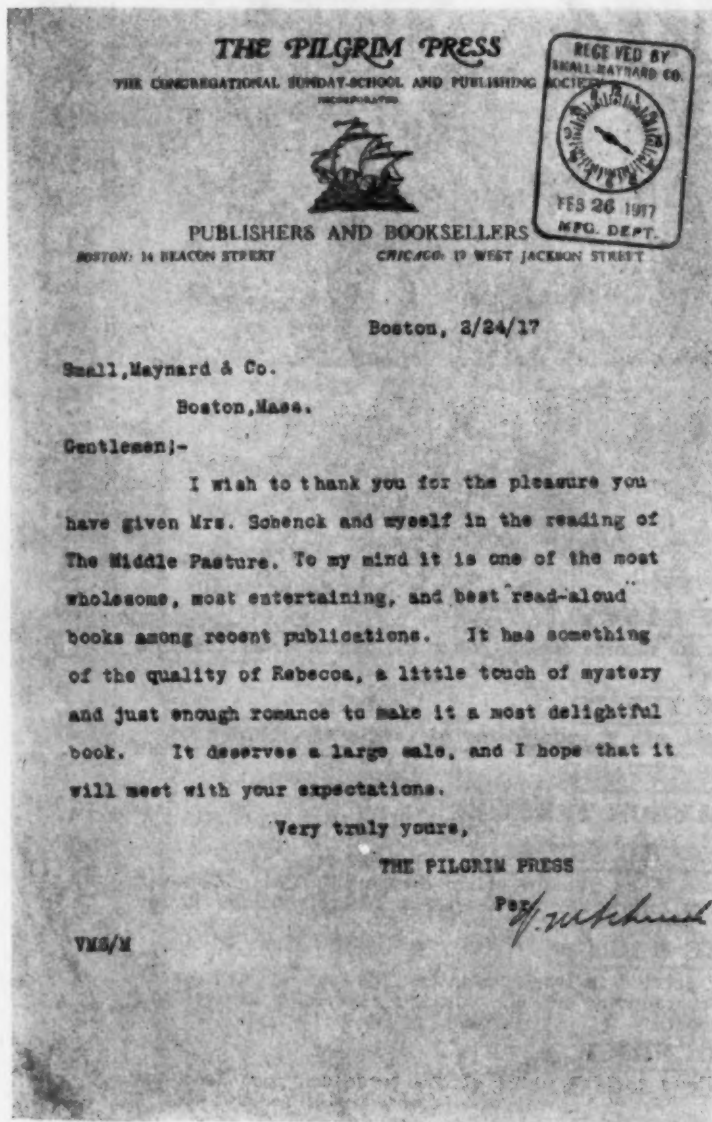 THE PILGRIM PRESS
THE CONGREGATIONAL SUNDAY-SCHOOL AND PUBLISHING SOCIETY
INCORPORATED
RECEIVED BY
SMALL MAYNARD CO.
FEB 26 1917
MFG. DEPT.
PUBLISHERS AND BOOKSELLERS
BOSTON: 14 BEACON STREET CHICAGO: 19 WEST JACKSON STREET
Boston, 2/24/17
Small,Maynard & Co.
Boston,Mass.
Gentlemen;-
I wish to thank you for the pleasure you
have given Mrs. Schenck and myself in the reading of
The Middle Pasture. To my mind it is one of the most
wholesome, most entertaining, and best "read-aloud"
books among recent publications. It has something
of the quality of Rebecca, a little touch of mystery
and just enough romance to make it a most delightful
book. It deserves a large sale, and I hope that it
will meet with your expectations.
Very truly yours,
THE PILGRIM PRESS
Per
VMS/M